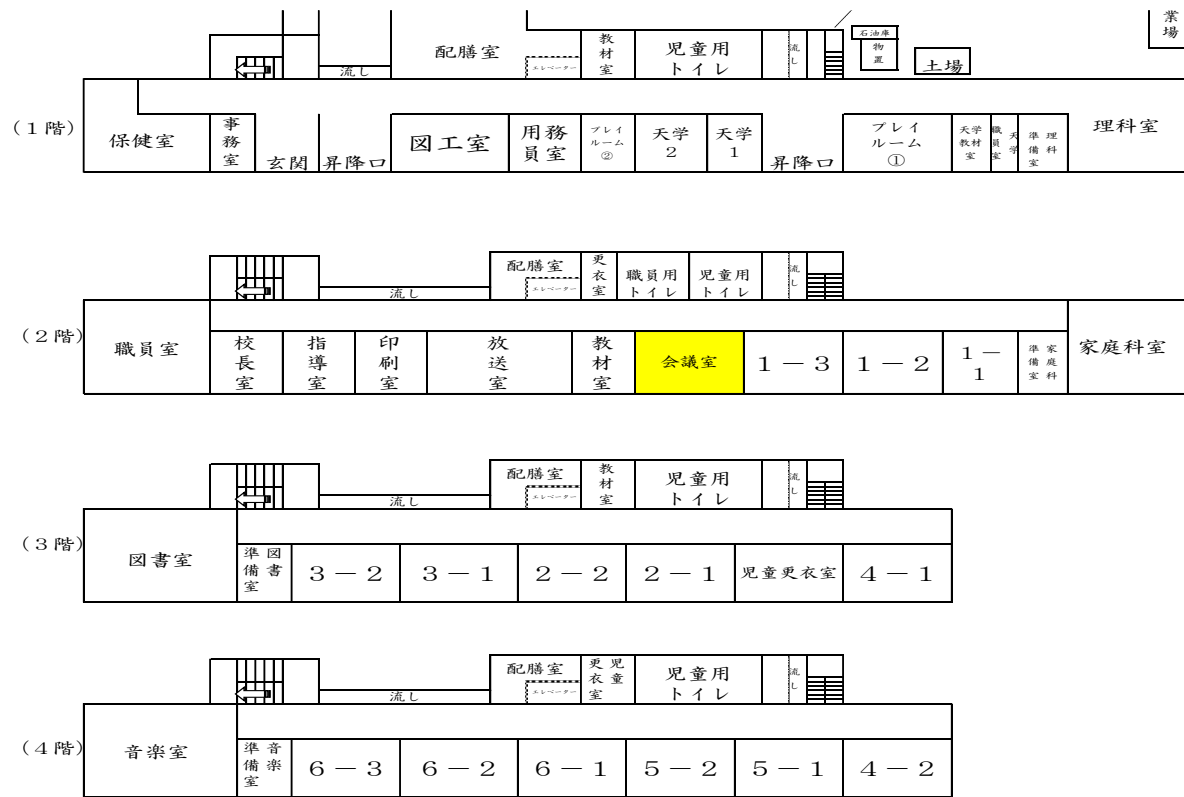 業場
石油庫
物置
土場
配膳室
エレベーター
教材室
児童用トイレ
流し
流し
(1階)
保健室
事務室
玄関
昇降口
図工室
用務員室
プレイルーム②
天学2
天学1
昇降口
プレイルーム①
天学教材室
天学職員室
理科準備室
理科室
配膳室
エレベーター
更衣室
職員用トイレ
児童用トイレ
流し
流し
(2階)
職員室
校長室
指導室
印刷室
放送室
教材室
会議室
1-3
1-2
1-1
家庭科準備室
家庭科室
配膳室
エレベーター
教材室
児童用トイレ
流し
流し
(3階)
図書室
図書準備室
3-2
3-1
2-2
2-1
児童更衣室
4-1
配膳室
エレベーター
児童更衣室
児童用トイレ
流し
流し
(4階)
音楽室
音楽準備室
6-3
6-2
6-1
5-2
5-1
4-2